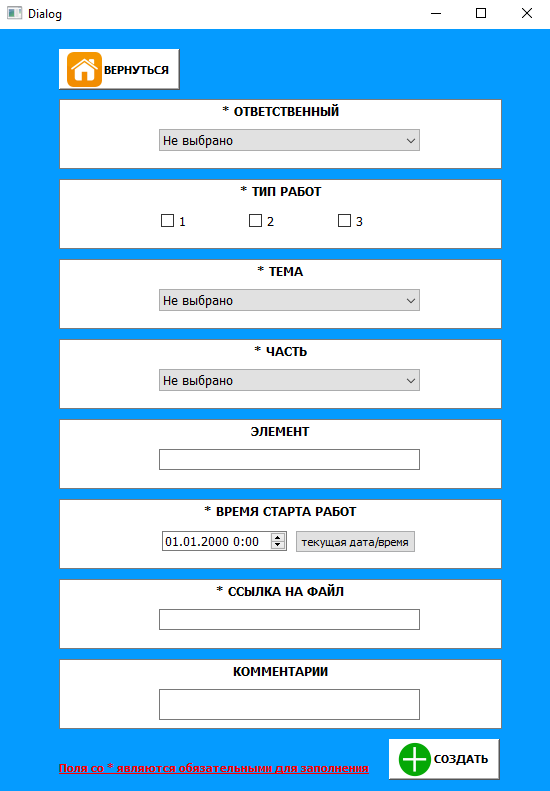 Dialog
ВЕРНУТЬСЯ
* ОТВЕТСТВЕННЫЙ
Не выбрано
* ТИП РАБОТ
1 2 3
* ТЕМА
Не выбрано
* ЧАСТЬ
Не выбрано
ЭЛЕМЕНТ
* ВРЕМЯ СТАРТА РАБОТ
01.01.2000 0:00 текущая дата/время
* ССЫЛКА НА ФАЙЛ
КОММЕНТАРИИ
Поля со * являются обязательными для заполнения
СОЗДАТЬ